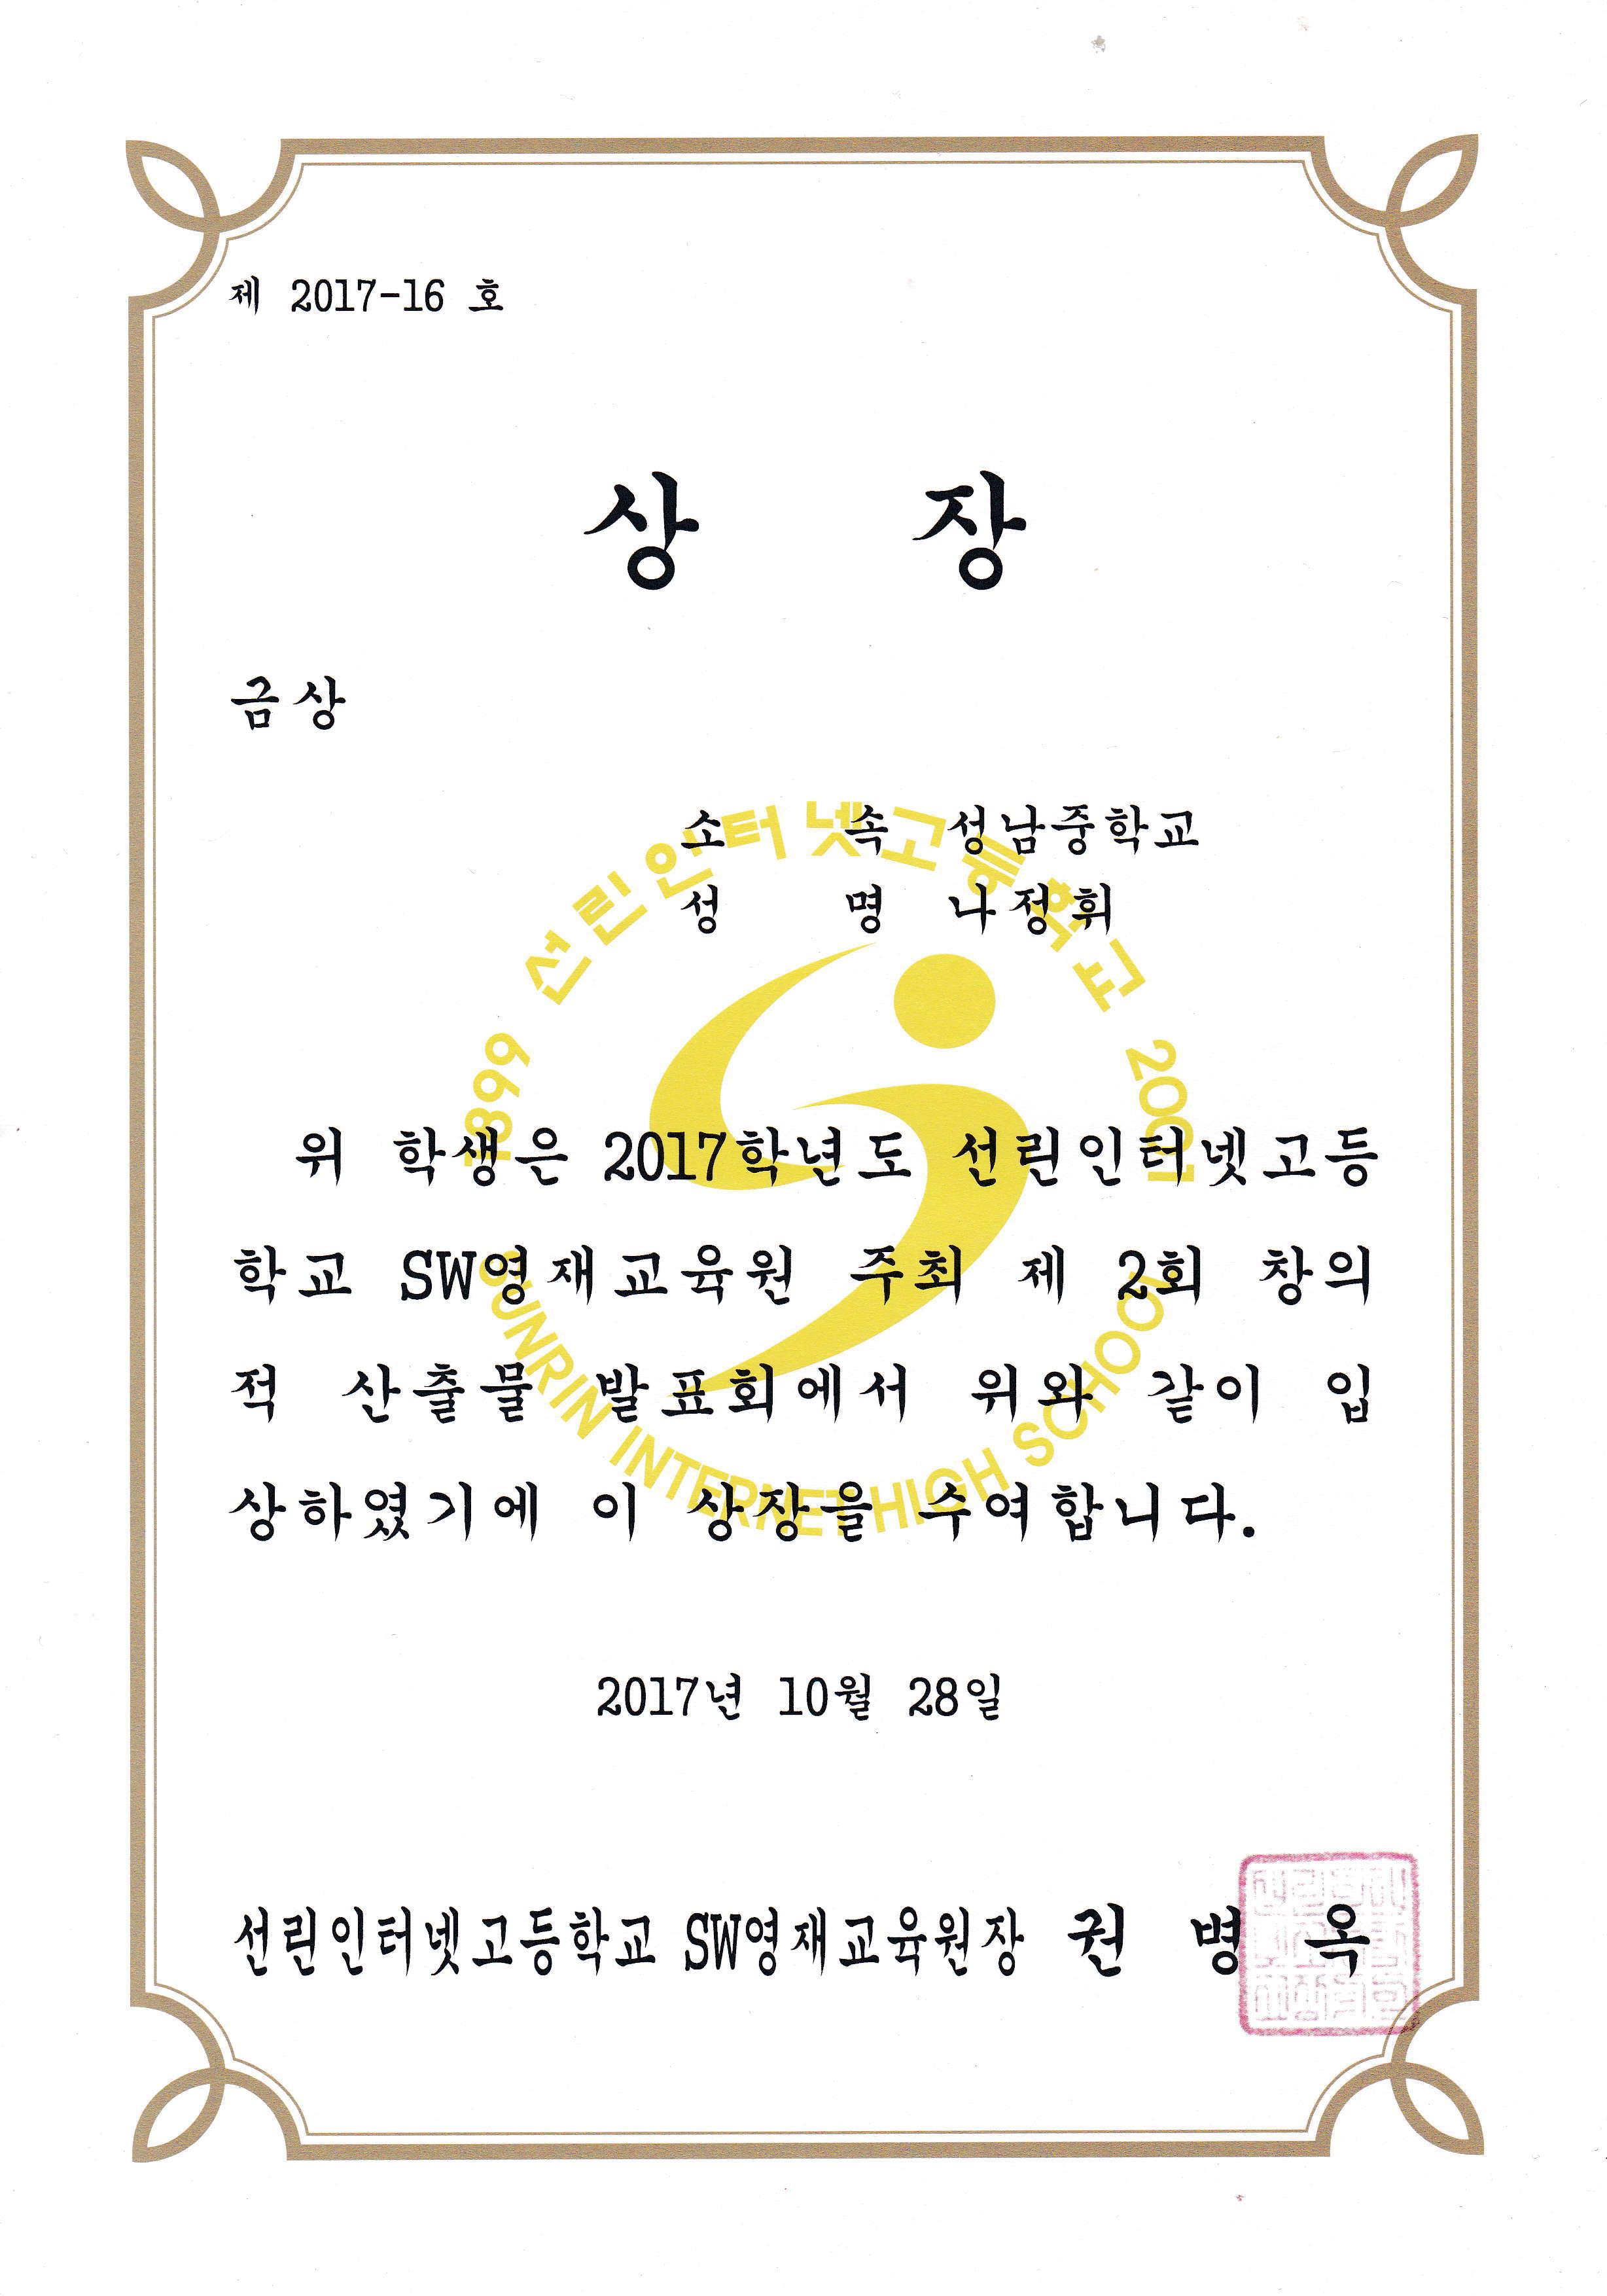 제 2017-16 호
상 장
금상
소 속 성남중학교
성 명 나정휘
1899 선린인터넷고등학교 2001
위 학생은 2017학년도 선린인터넷고등
학교 SW영재교육원 주최 제 2회 창의
적 산출물 발표회에서 위와 같이 입
상하였기에 이 상장을 수여합니다.
SUNRIN INTERNET HIGH SCHOOL
2017년 10월 28일
선린인터넷고등학교 SW영재교육원장 권 병 옥